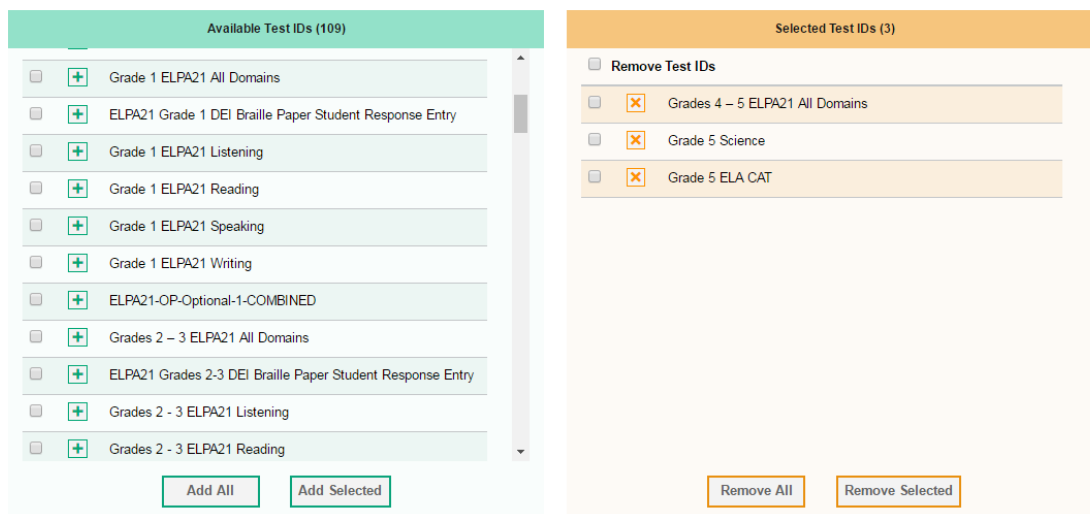 Available Test IDs (109)
Grade 1 ELPA21 All Domains
ELPA21 Grade 1 DEI Braille Paper Student Response Entry
Grade 1 ELPA21 Listening
Grade 1 ELPA21 Reading
Grade 1 ELPA21 Speaking
Grade 1 ELPA21 Writing
ELPA21-OP-Optional-1-COMBINED
Grades 2 – 3 ELPA21 All Domains
ELPA21 Grades 2-3 DEI Braille Paper Student Response Entry
Grades 2 - 3 ELPA21 Listening
Grades 2 - 3 ELPA21 Reading
Add All
Add Selected
Selected Test IDs (3)
Remove Test IDs
Grades 4 – 5 ELPA21 All Domains
Grade 5 Science
Grade 5 ELA CAT
Remove All
Remove Selected